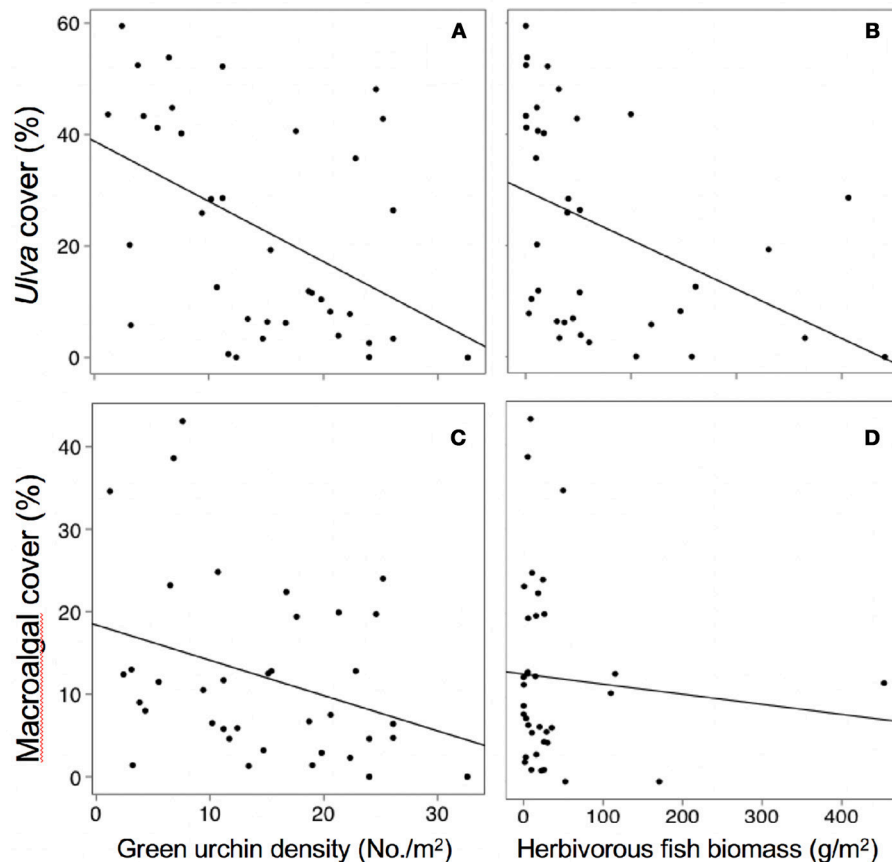 A
B
60
40
20
0
Ulva cover (%)
C
D
40
30
20
10
0
Macroalgal cover (%)
0 10 20 30
0 100 200 300 400
Green urchin density (No./m²)
Herbivorous fish biomass (g/m²)